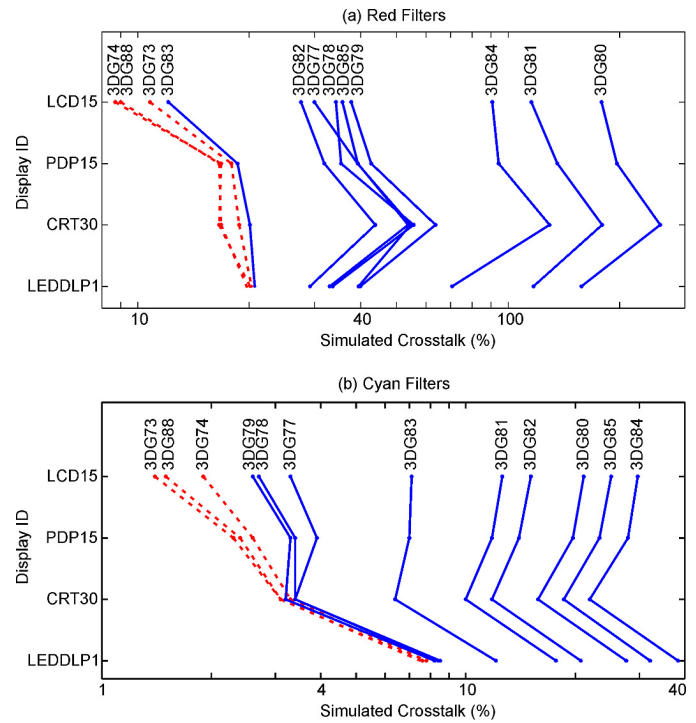 (a) Red Filters
3DG74
3DG88
3DG73
3DG83
3DG82
3DG77
3DG78
3DG85
3DG79
3DG84
3DG81
3DG80
LCD15
PDP15
CRT30
LEDDLP1
Display ID
10 40 100
Simulated Crosstalk (%)
(b) Cyan Filters
3DG73
3DG88
3DG74
3DG79
3DG78
3DG77
3DG83
3DG81
3DG82
3DG80
3DG85
3DG84
LCD15
PDP15
CRT30
LEDDLP1
Display ID
1 4 10 40
Simulated Crosstalk (%)